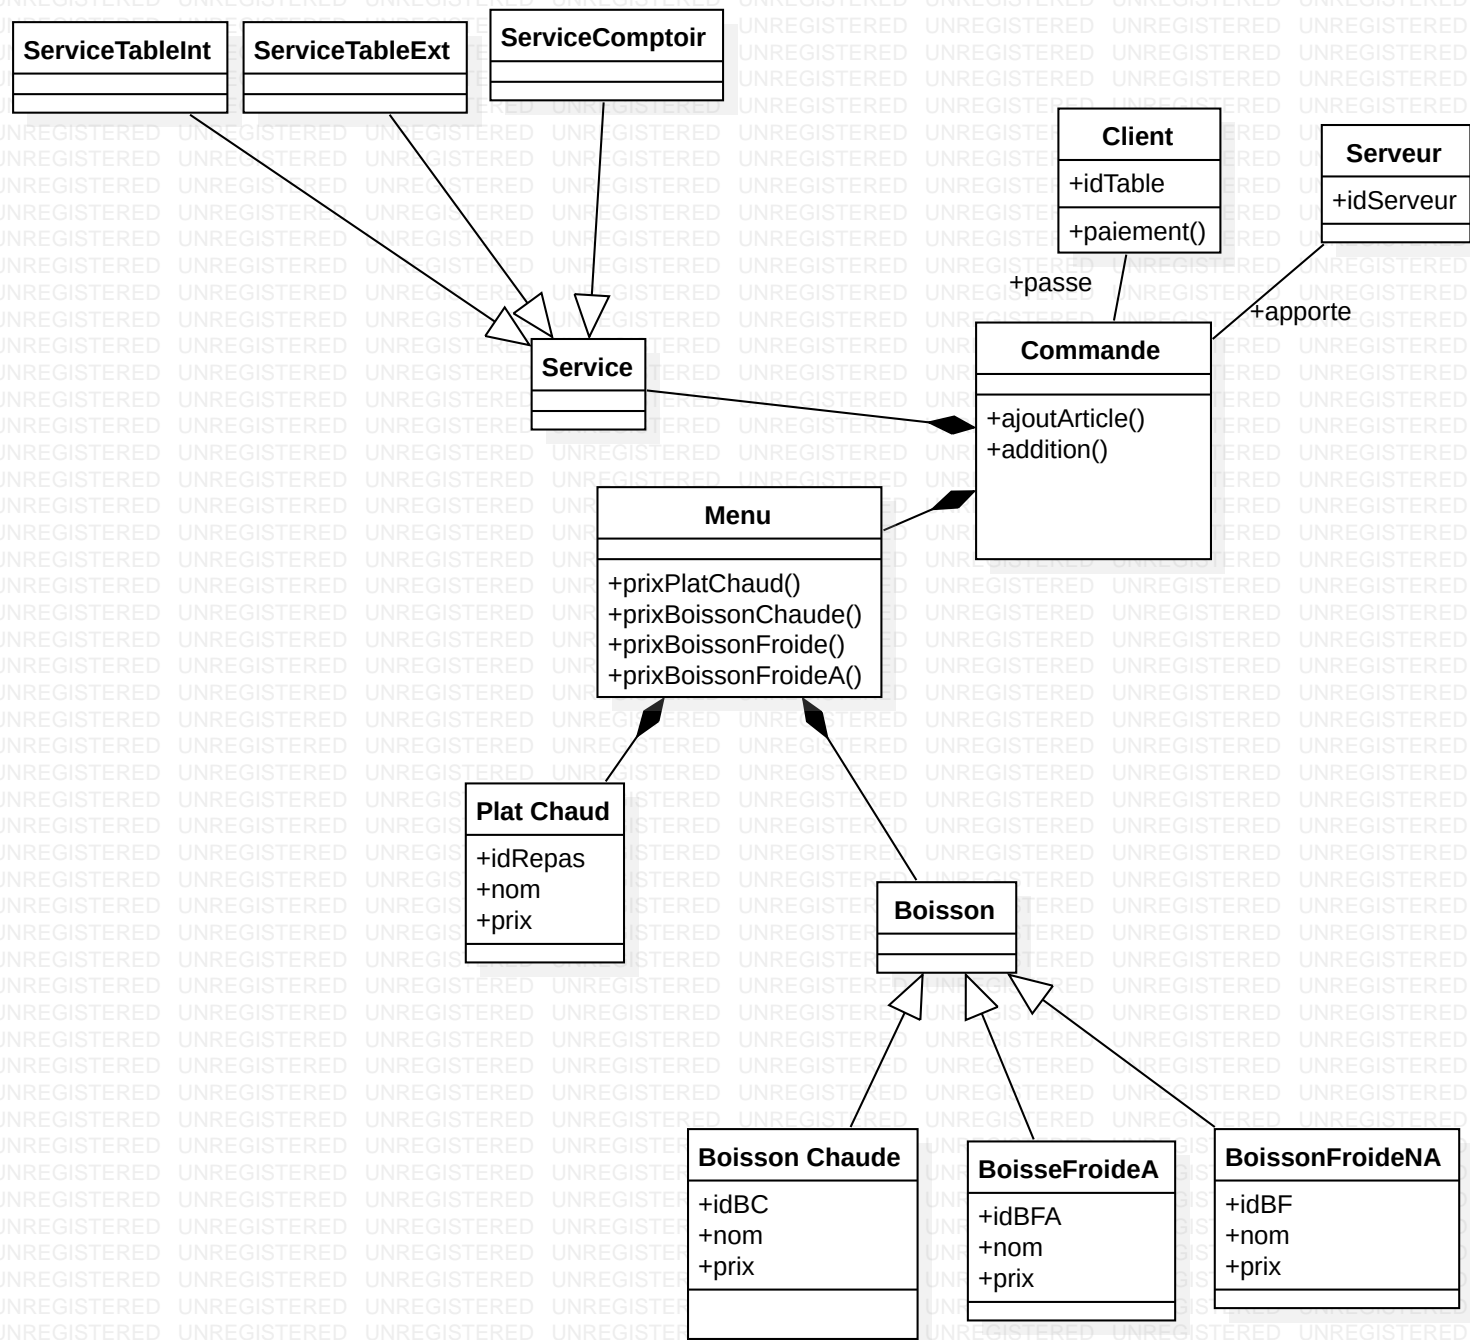 ServiceTableInt
ServiceTableExt
ServiceComptoir
Client
+idTable
+paiement()
Serveur
+idServeur
+passe
+apporte
Service
Commande
+ajoutArticle()
+addition()
Menu
+prixPlatChaud()
+prixBoissonChaude()
+prixBoissonFroide()
+prixBoissonFroideA()
Plat Chaud
+idRepas
+nom
+prix
Boisson
Boisson Chaude
+idBC
+nom
+prix
BoisseFroideA
+idBFA
+nom
+prix
BoissonFroideNA
+idBF
+nom
+prix
UNREGISTERED